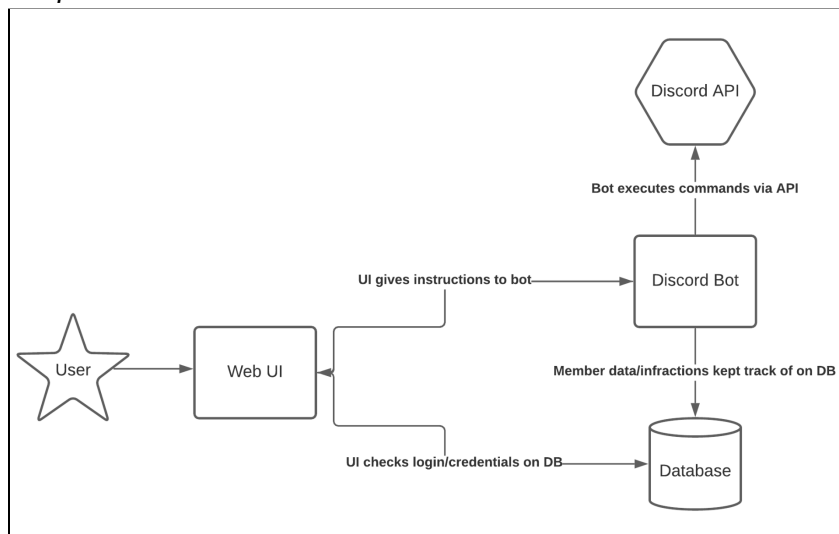 Discord API
Bot executes commands via API
UI gives instructions to bot
Discord Bot
User
Web UI
Member data/infractions kept track of on DB
UI checks login/credentials on DB
Database